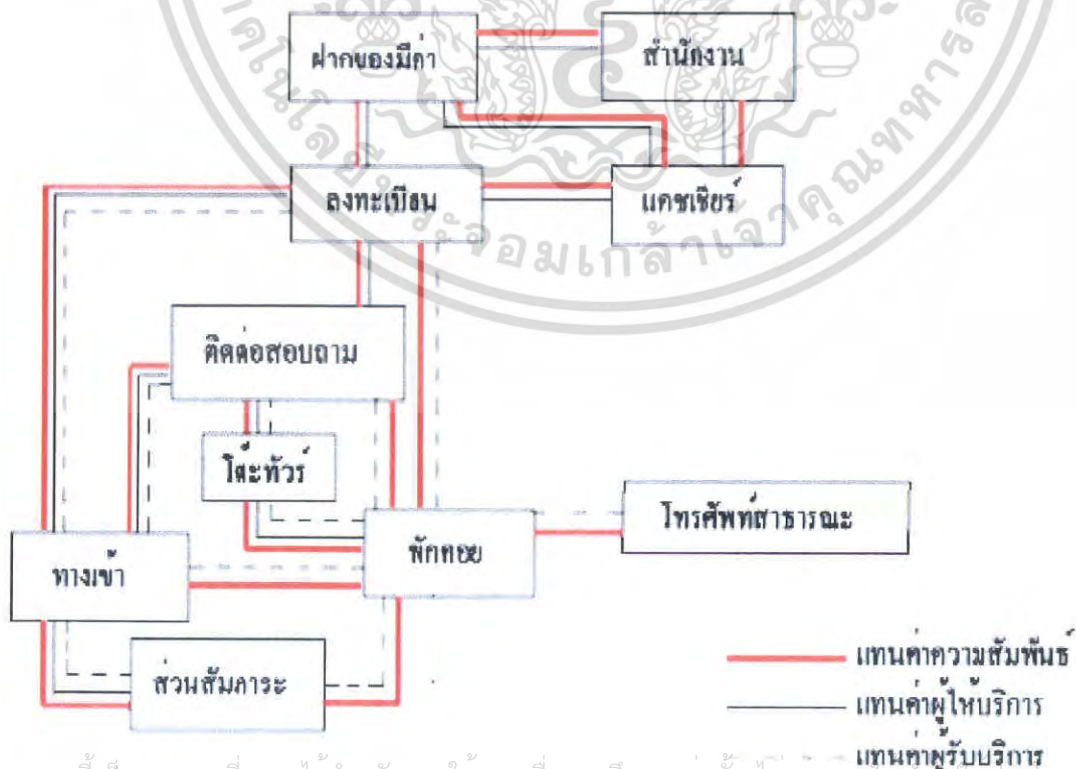 ฝากของมีค่า
สำนักงาน
ลงทะเบียน
แคชเชียร์
ติดต่อสอบถาม
โต๊ะทัวร์
โทรศัพท์สาธารณะ
พักคอย
ทางเข้า
ส่วนสัมภาระ
แทนค่าความสัมพันธ์
แทนค่าผู้ให้บริการ
แทนค่าผู้รับบริการ